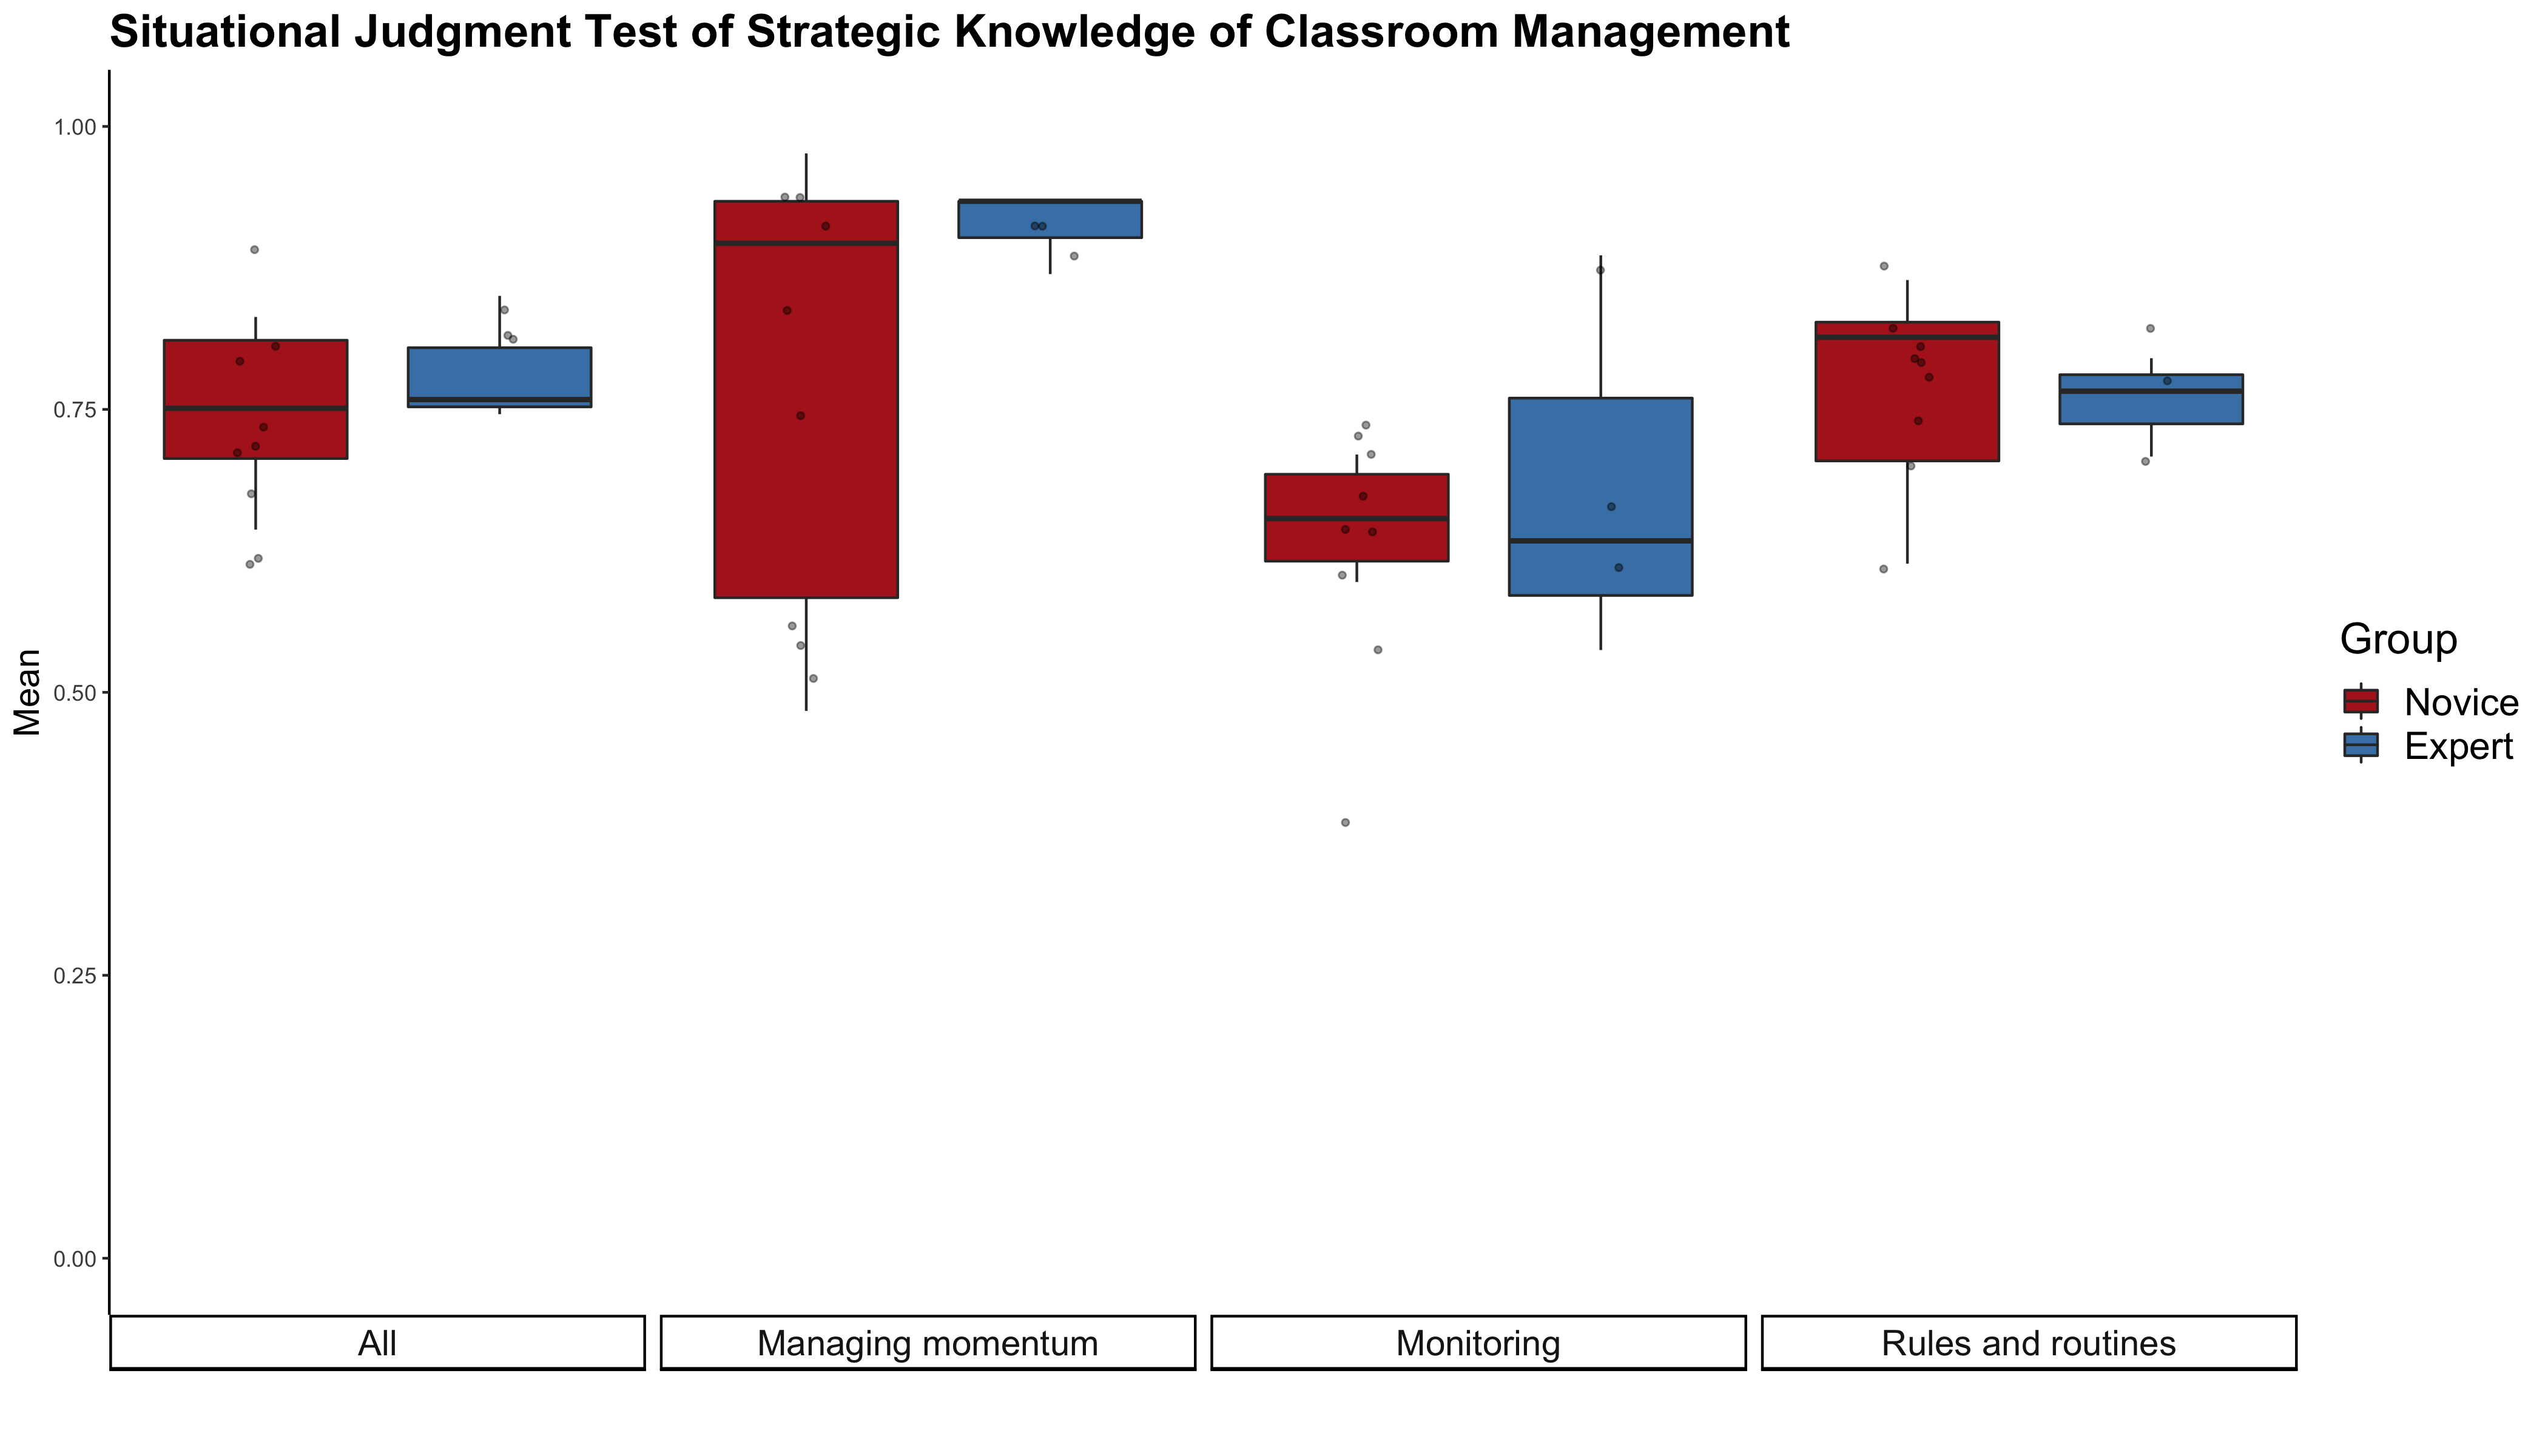 Situational Judgment Test of Strategic Knowledge of Classroom Management
1.00
0.75
0.50
0.25
0.00
Mean
All
Managing momentum
Monitoring
Rules and routines
Group
Novice
Expert